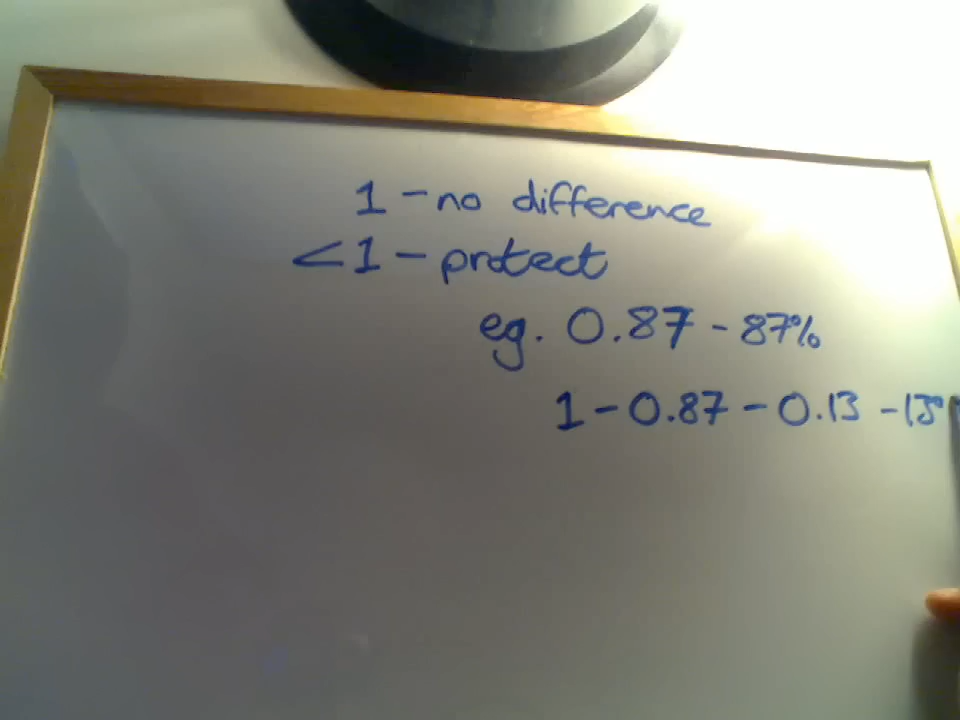 1 - no difference
<1 - protect
eg. 0.87 - 87%
1 - 0.87 - 0.13 - 13